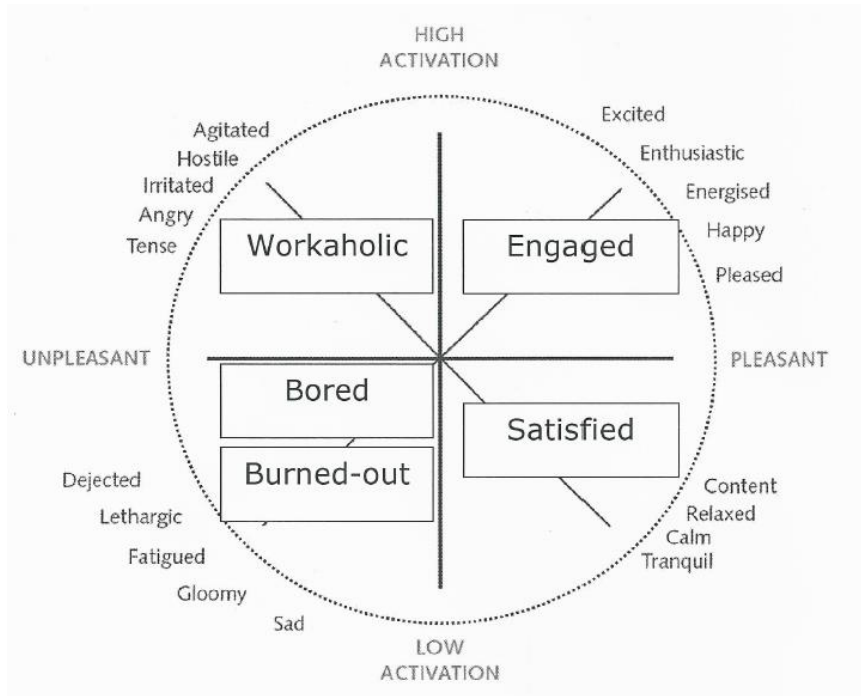 HIGH
ACTIVATION
Agitated
Hostile
Irritated
Angry
Tense
Excited
Enthusiastic
Energised
Happy
Pleased
Workaholic
Engaged
UNPLEASANT
PLEASANT
Bored
Burned-out
Satisfied
Dejected
Lethargic
Fatigued
Gloomy
Sad
Content
Relaxed
Calm
Tranquil
LOW
ACTIVATION